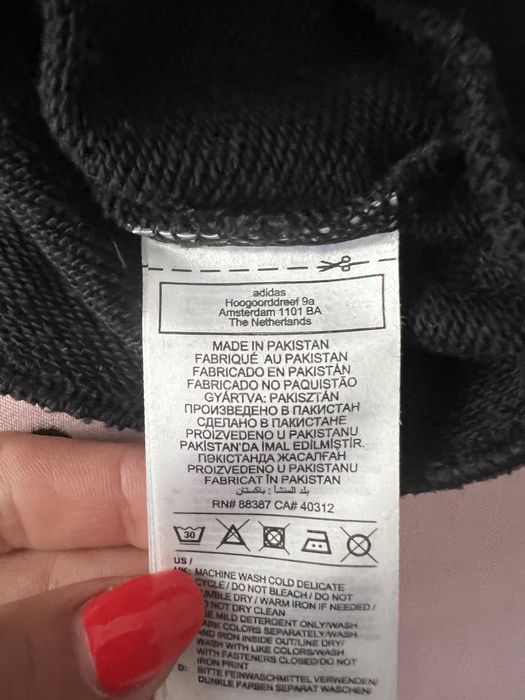 adidas
Hoogoorddreef 9a
Amsterdam 1101 BA
The Netherlands
MADE IN PAKISTAN
FABRIQUÉ AU PAKISTAN
FABRICADO EN PAKISTÁN
FABRICADO NO PAQUISTÃO
GYÁRTVA: PAKISZTÁN
ПРОИЗВЕДЕНО В ПАКИСТАН
СДЕЛАНО В ПАКИСТАНЕ
PROIZVEDENO U PAKISTANU
PAKİSTAN'DA İMAL EDİLMİŞTİR.
ПӘКІСТАНДА ЖАСАЛҒАН
PROIZVEDENO U PAKISTANU
FABRICAT ÎN PAKISTAN
بلد المنشأ : باكستان
RN# 88387 CA# 40312
30
US /
MACHINE WASH COLD DELICATE
CYCLE / DO NOT BLEACH / DO NOT
TUMBLE DRY / WARM IRON IF NEEDED /
DO NOT DRY CLEAN
MILD DETERGENT ONLY/WASH
DARK COLORS SEPARATELY/WASH
AND IRON INSIDE OUT/LINE DRY/
WASH WITH LIKE COLORS/WASH
WITH FASTENERS CLOSED/DO NOT
IRON PRINT
D: BITTE FEINWASCHMITTEL VERWENDEN/
DUNKLE FARBEN SEPARAT WASCHEN/